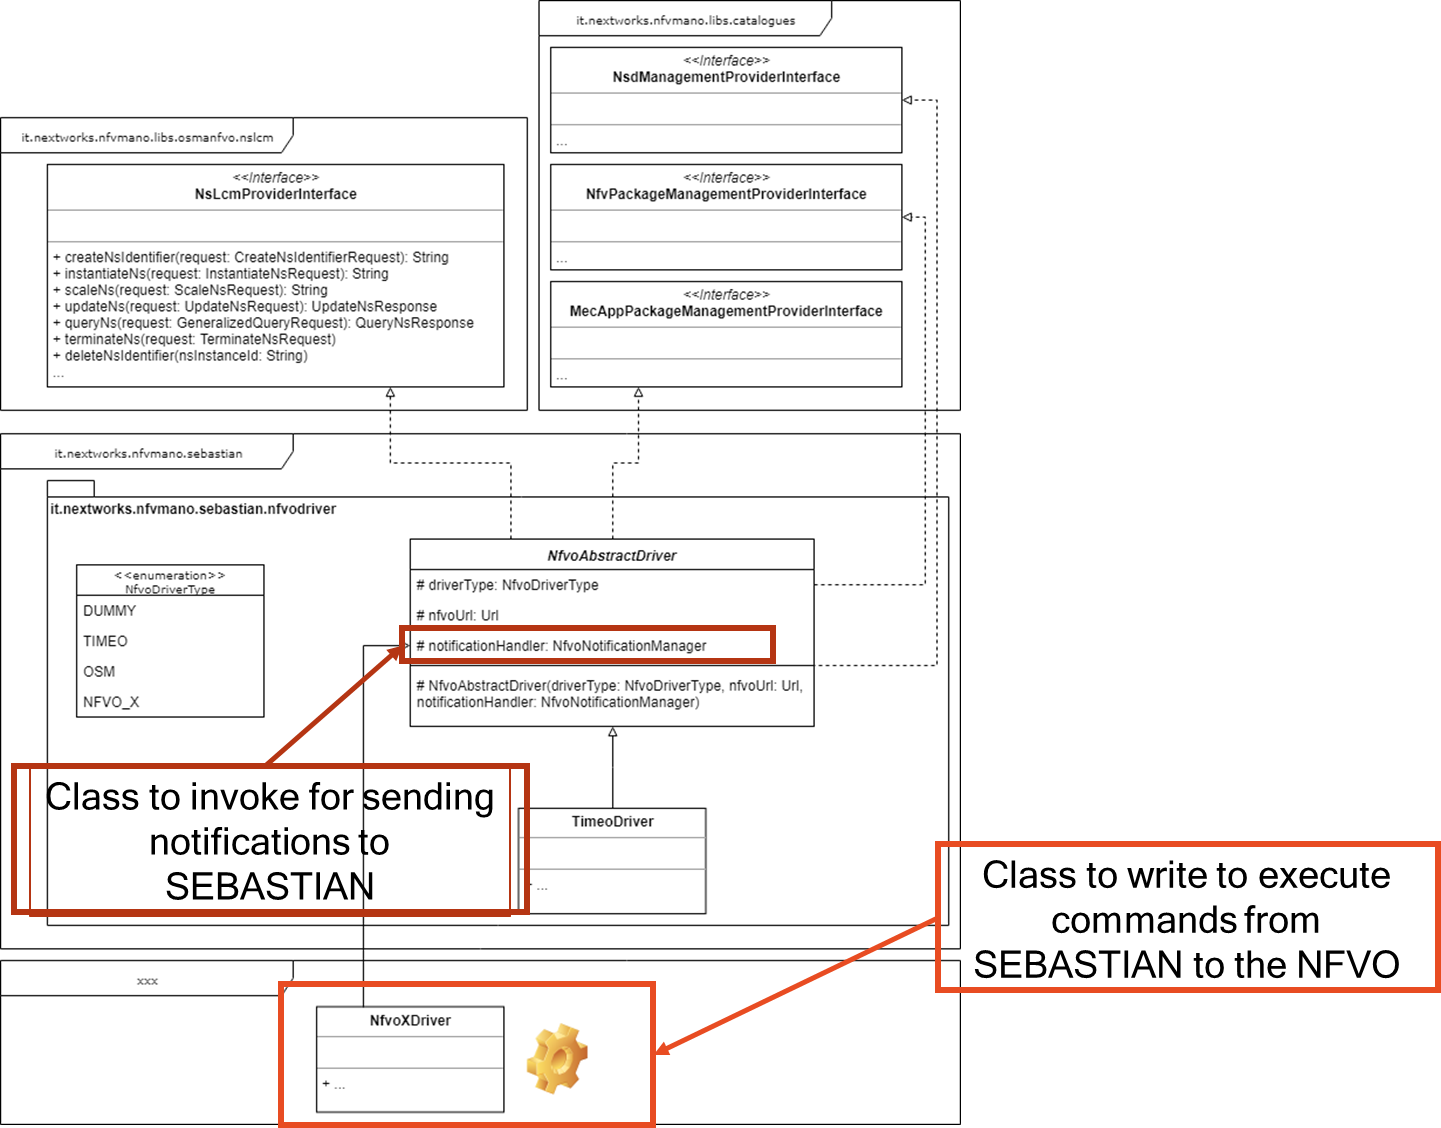 it.nextworks.nfvmano.libs.catalogues
<<Interface>>
NsdManagementProviderInterface
...
<<Interface>>
NfvPackageManagementProviderInterface
...
<<Interface>>
MecAppPackageManagementProviderInterface
...
it.nextworks.nfvmano.libs.osmanfvo.nslcm
<<Interface>>
NsLcmProviderInterface
+ createNsIdentifier(request: CreateNsIdentifierRequest): String
+ instantiateNs(request: InstantiateNsRequest): String
+ scaleNs(request: ScaleNsRequest): String
+ updateNs(request: UpdateNsRequest): UpdateNsResponse
+ queryNs(request: GeneralizedQueryRequest): QueryNsResponse
+ terminateNs(request: TerminateNsRequest)
+ deleteNsIdentifier(nsInstanceId: String)
...
it.nextworks.nfvmano.sebastian
it.nextworks.nfvmano.sebastian.nfvodriver
<<enumeration>>
NfvoDriverType
DUMMY
TIMEO
OSM
NFVO_X
NfvoAbstractDriver
# driverType: NfvoDriverType
# nfvoUrl: Url
# notificationHandler: NfvoNotificationManager
# NfvoAbstractDriver(driverType: NfvoDriverType, nfvoUrl: Url,
notificationHandler: NfvoNotificationManager)
Class to invoke for sending
notifications to
SEBASTIAN
TimeoDriver
+ ...
Class to write to execute
commands from
SEBASTIAN to the NFVO
xxx
NfvoXDriver
+ ...